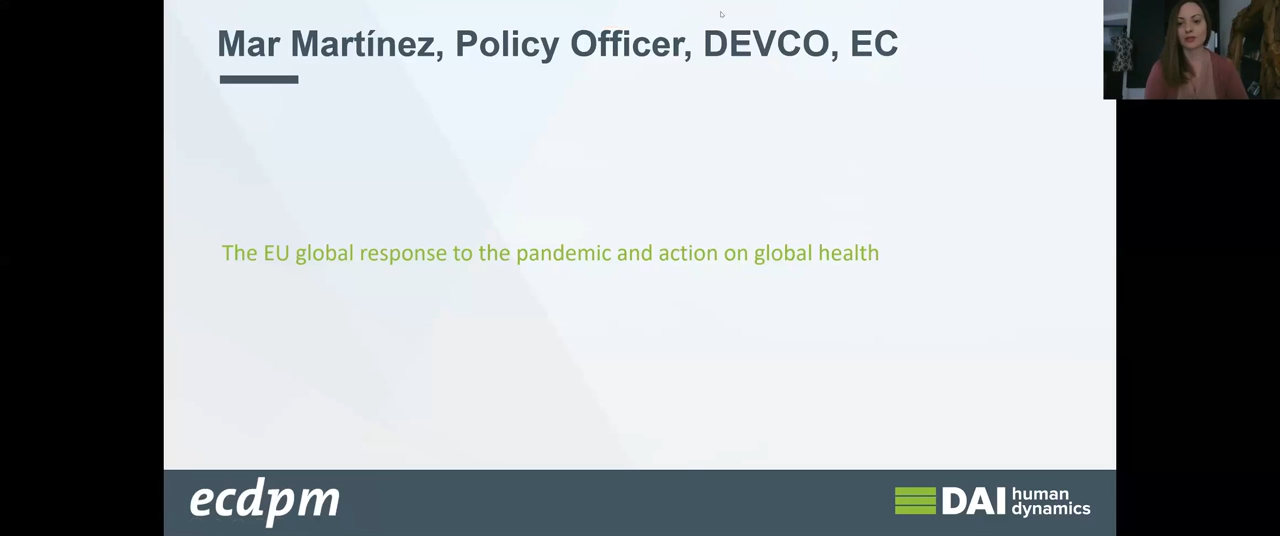 Mar Martínez, Policy Officer, DEVCO, EC
The EU global response to the pandemic and action on global health
ecdpm
DAI human
dynamics